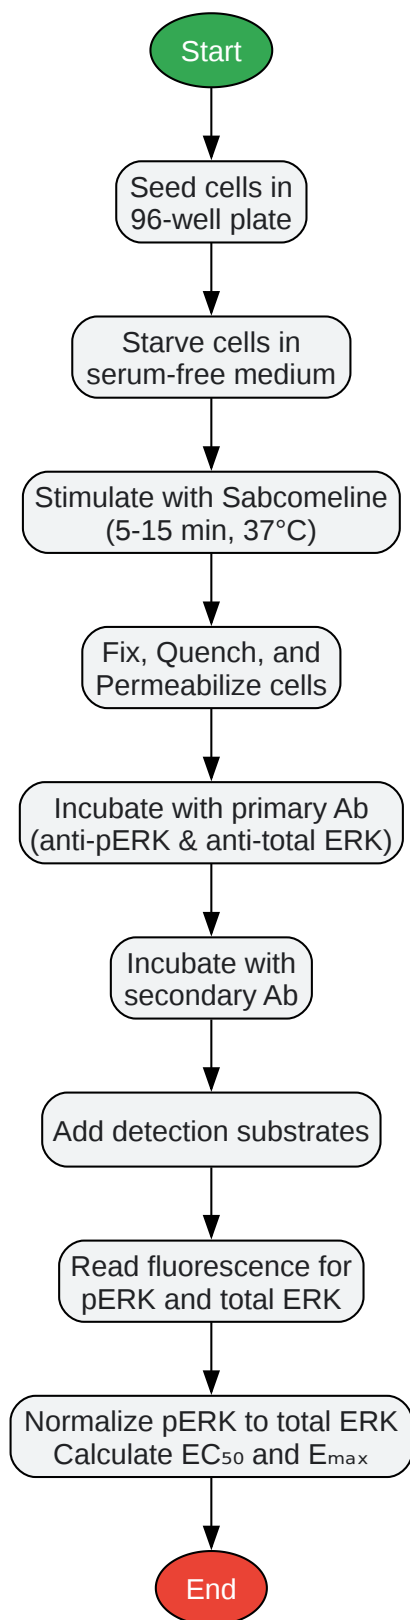 Start
Seed cells in
96-well plate
Starve cells in
serum-free medium
Stimulate with Sabcomeline
(5-15 min, 37°C)
Fix, Quench, and
Permeabilize cells
Incubate with primary Ab
(anti-pERK & anti-total ERK)
Incubate with
secondary Ab
Add detection substrates
Read fluorescence for
pERK and total ERK
Normalize pERK to total ERK
Calculate EC₅₀ and Eₘₐₓ
End